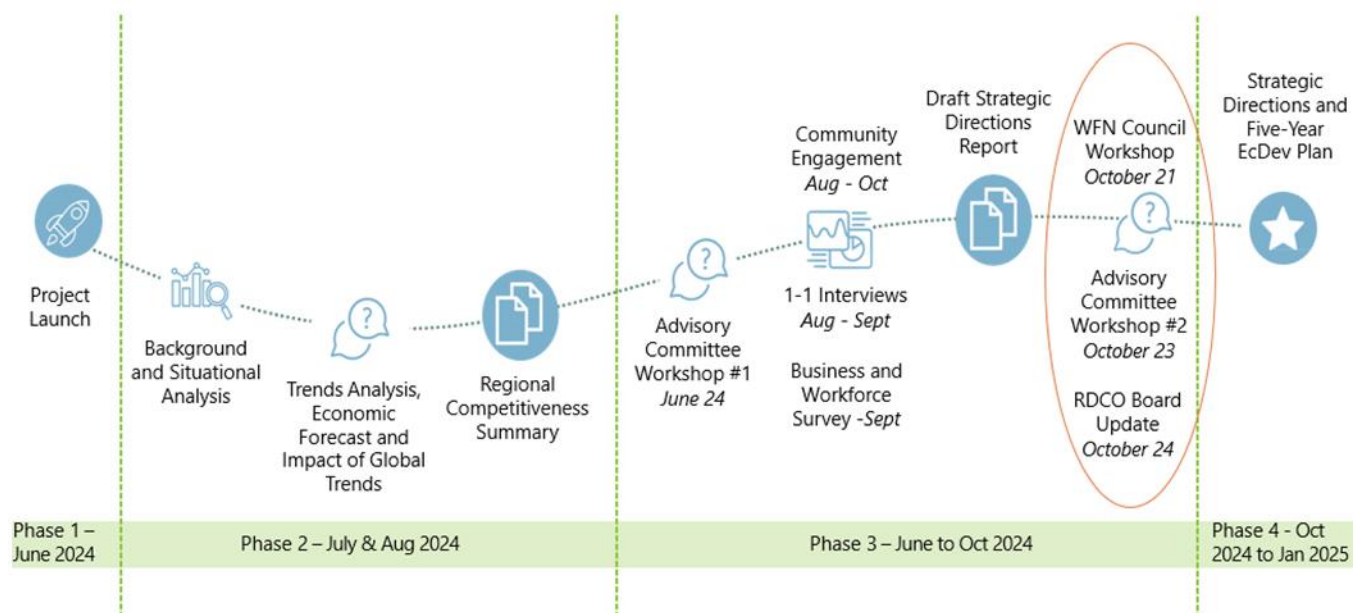 Project
Launch
Background
and Situational
Analysis
Trends Analysis,
Economic
Forecast and
Impact of Global
Trends
Regional
Competitiveness
Summary
Advisory
Committee
Workshop #1
June 24
Community
Engagement
Aug - Oct
1-1 Interviews
Aug - Sept
Business and
Workforce
Survey -Sept
Draft Strategic
Directions
Report
WFN Council
Workshop
October 21
Advisory
Committee
Workshop #2
October 23
RDCO Board
Update
October 24
Strategic
Directions and
Five-Year
EcDev Plan
Phase 1 –
June 2024
Phase 2 – July & Aug 2024
Phase 3 – June to Oct 2024
Phase 4 - Oct
2024 to Jan 2025